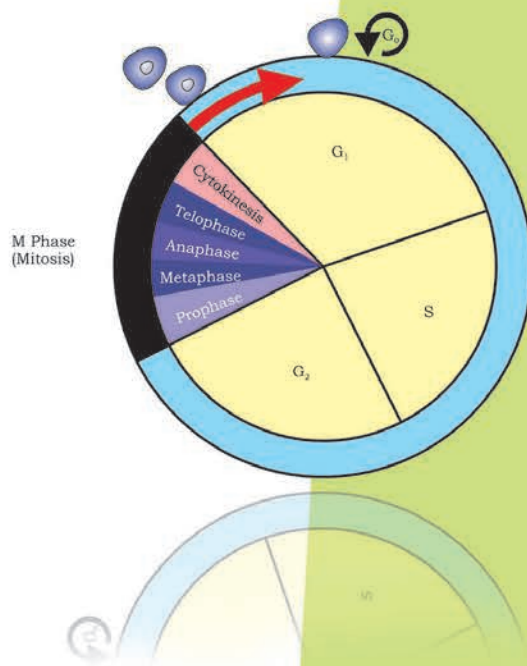 G₀
G₁
Cytokinesis
Telophase
Anaphase
Metaphase
Prophase
M Phase
(Mitosis)
S
G₂
S